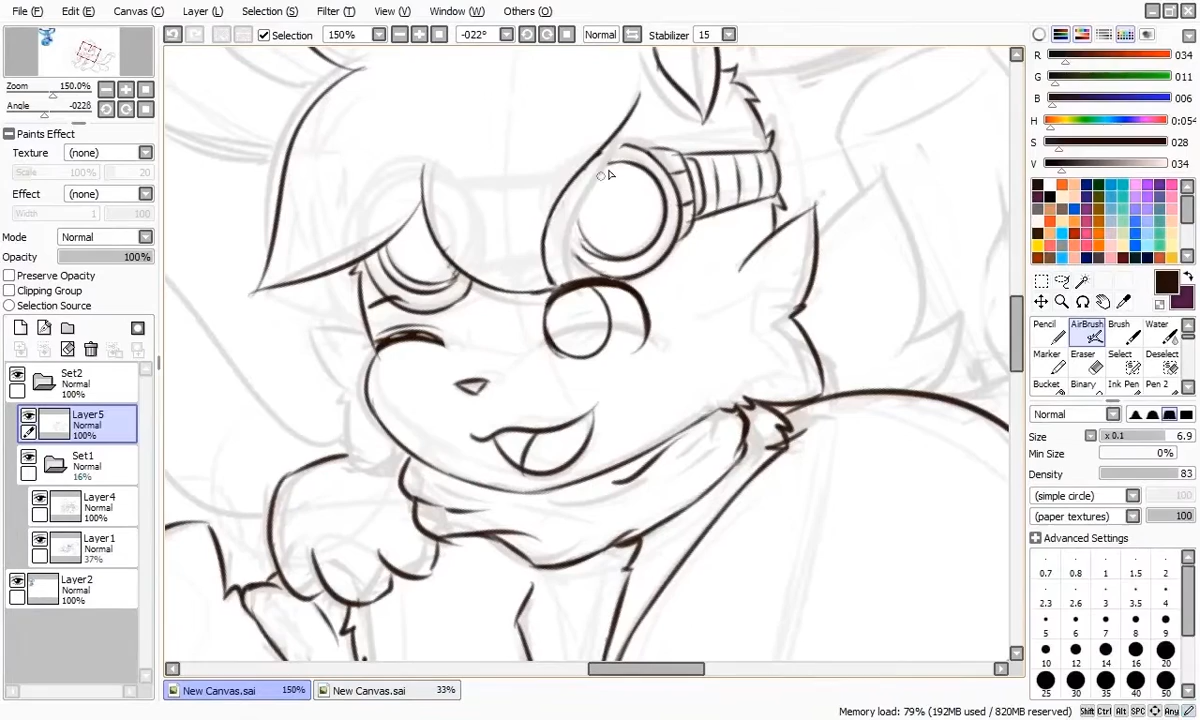 File (F) Edit (E) Canvas (C) Layer (L) Selection (S) Filter (T) View (V) Window (W) Others (O)
Selection 150% -022° Normal Stabilizer 15
Zoom 150.0%
Angle -0228
Paints Effect
Texture (none)
Scale 100% 20
Effect (none)
Width 1 100
Mode Normal
Opacity 100%
Preserve Opacity
Clipping Group
Selection Source
Set2
Normal
100%
Layer5
Normal
100%
Set1
Normal
16%
Layer4
Normal
100%
Layer1
Normal
37%
Layer2
Normal
100%
New Canvas.sai 150% New Canvas.sai 33%
R 034
G 011
B 006
H 0:054
S 028
V 034
Pencil AirBrush Brush Water
Marker Eraser Select Deselect
Bucket Binary Ink Pen Pen 2
Normal
Size x 0.1 6.9
Min Size 0%
Density 83
(simple circle) 100
(paper textures) 100
Advanced Settings
0.7 0.8 1 1.5 2
2.3 2.6 3 3.5 4
5 6 7 8 9
10 12 14 16 20
25 30 35 40 50
Memory load: 79% (192MB used / 820MB reserved) Shift Ctrl Alt SPC Any